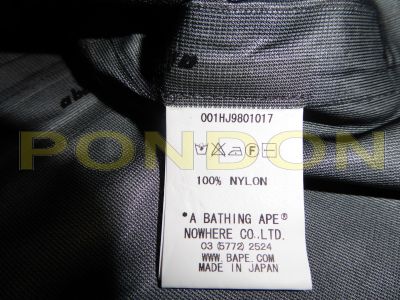 PONDON
001HJ9801017
100% NYLON
*A BATHING APE®
NOWHERE CO.,LTD.
03 (5772) 2524
WWW.BAPE.COM
MADE IN JAPAN